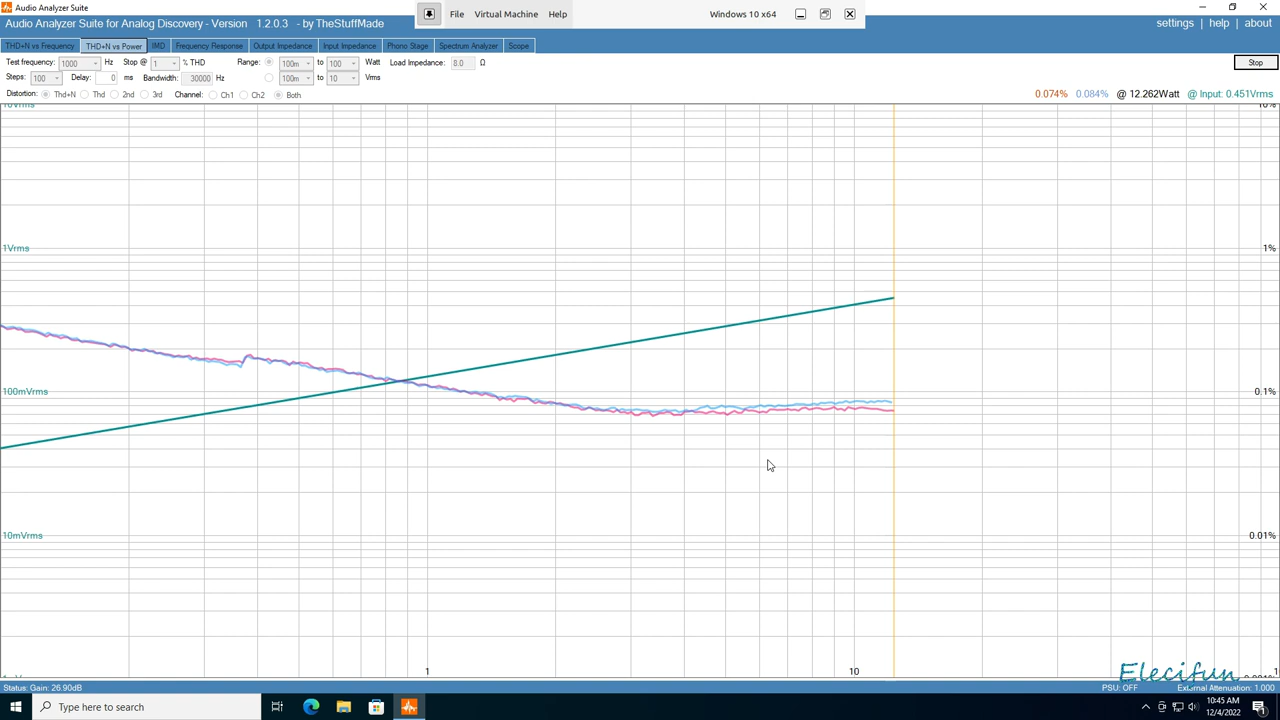 Audio Analyzer Suite
File Virtual Machine Help Windows 10 x64
Audio Analyzer Suite for Analog Discovery - Version 1.2.0.3 - by TheStuffMade
settings | help | about
THD+N vs Frequency THD+N vs Power IMD Frequency Response Output Impedance Input Impedance Phono Stage Spectrum Analyzer Scope
Test frequency: 1000 Hz Stop @ 1 % THD Range: 100m to 100 Watt Load Impedance: 8.0 Ω Stop
Steps: 100 Delay: 0 ms Bandwidth: 30000 Hz 100m to 10 Vrms
Distortion: Thd+N Thd 2nd 3rd Channel: Ch1 Ch2 Both 0.074% 0.084% @ 12.262Watt @ Input: 0.451Vrms
10Vrms 10%
1Vrms 1%
100mVrms 0.1%
10mVrms 0.01%
1 10
Elecifun
Status: Gain: 26.90dB PSU: OFF External Attenuation: 1.000
Type here to search
10:45 AM
12/4/2022